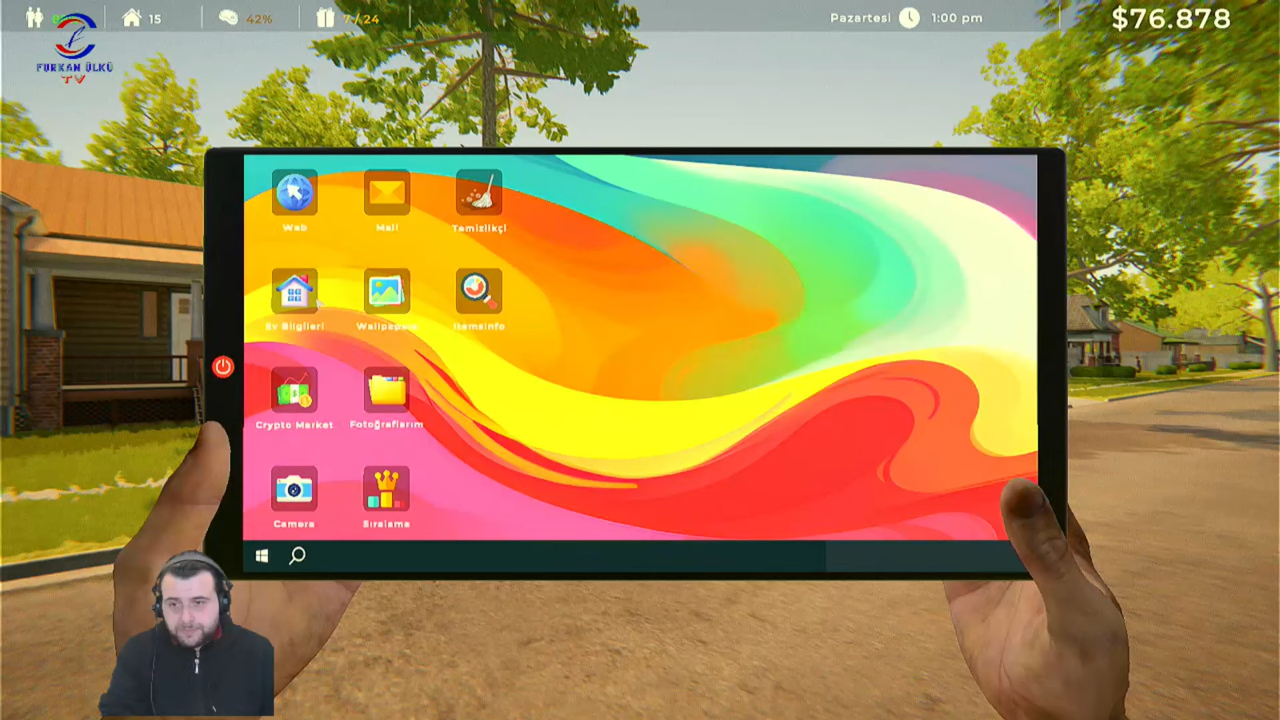 15
42%
7 / 24
Pazartesi
1:00 pm
$76.878
FURKAN ÜLKÜ
TV
Web
Mail
Temizlikçi
Ev Bilgileri
Wallpapers
Itemsinfo
Crypto Market
Fotoğraflarım
Camera
Sıralama